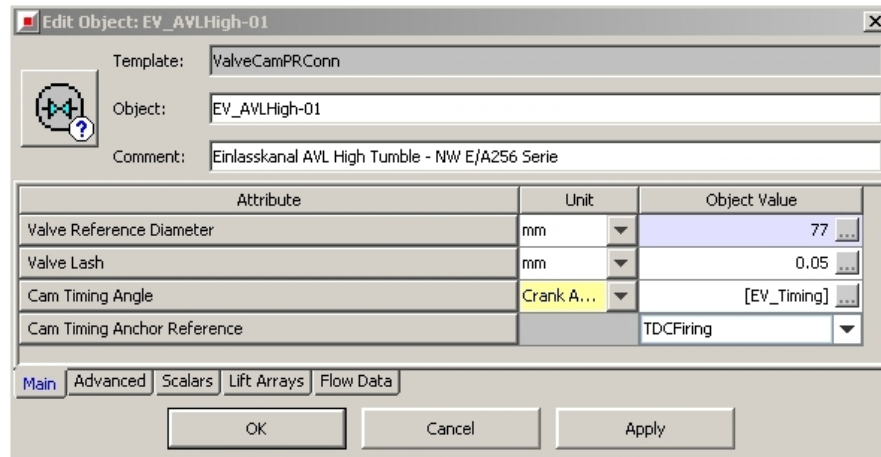 Edit Object: EV_AVLHigh-01
Template: ValveCamPRConn
Object: EV_AVLHigh-01
?
Comment: Einlasskanal AVL High Tumble - NW E/A256 Serie
Attribute Unit Object Value
Valve Reference Diameter mm 77 ...
Valve Lash mm 0.05 ...
Cam Timing Angle Crank A... [EV_Timing] ...
Cam Timing Anchor Reference TDCFiring
Main Advanced Scalars Lift Arrays Flow Data
OK Cancel Apply